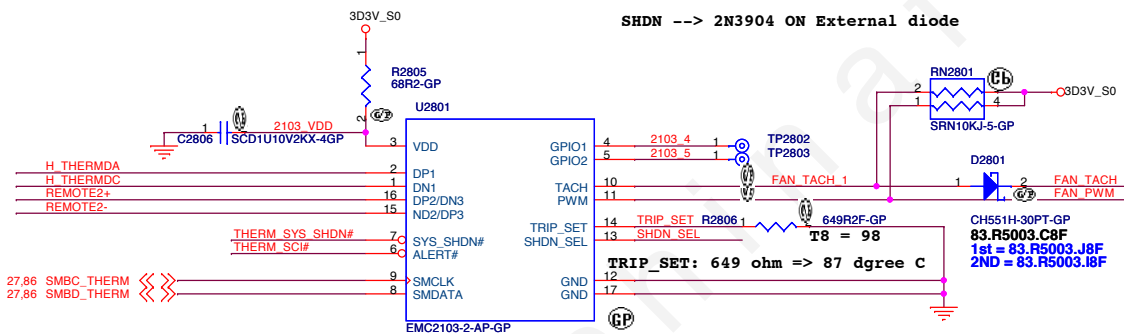 SHDN --> 2N3904 ON External diode
3D3V_S0
1
R2805
68R2-GP
2
G/P
RN2801
Cb
2
1
4
3D3V_S0
SRN10KJ-5-GP
U2801
1
2103_VDD
C2806
SCD1U10V2KX-4GP
3
VDD
GPIO1
4
2103_4
1
TP2802
GPIO2
5
2103_5
1
TP2803
H_THERMDA
2
DP1
H_THERMDC
1
DN1
REMOTE2+
16
DP2/DN3
REMOTE2-
15
ND2/DP3
TACH
10
FAN_TACH_1
PWM
11
D2801
1
2
FAN_TACH
FAN_PWM
G/P
CH551H-30PT-GP
83.R5003.C8F
1st = 83.R5003.J8F
2ND = 83.R5003.I8F
TRIP_SET
14
TRIP_SET
R2806
1
649R2F-GP
SHDN_SEL
13
SHDN_SEL
T8 = 98
THERM_SYS_SHDN#
7
SYS_SHDN#
THERM_SCI#
6
ALERT#
TRIP_SET: 649 ohm => 87 dgree C
27,86 SMBC_THERM
9
SMCLK
27,86 SMBD_THERM
8
SMDATA
GND
12
GND
17
EMC2103-2-AP-GP
GP